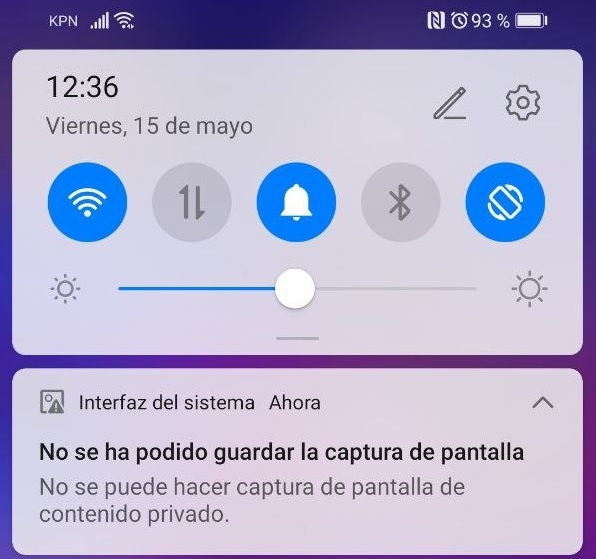 KPN 93 %
12:36
Viernes, 15 de mayo
Interfaz del sistema Ahora
No se ha podido guardar la captura de pantalla
No se puede hacer captura de pantalla de
contenido privado.